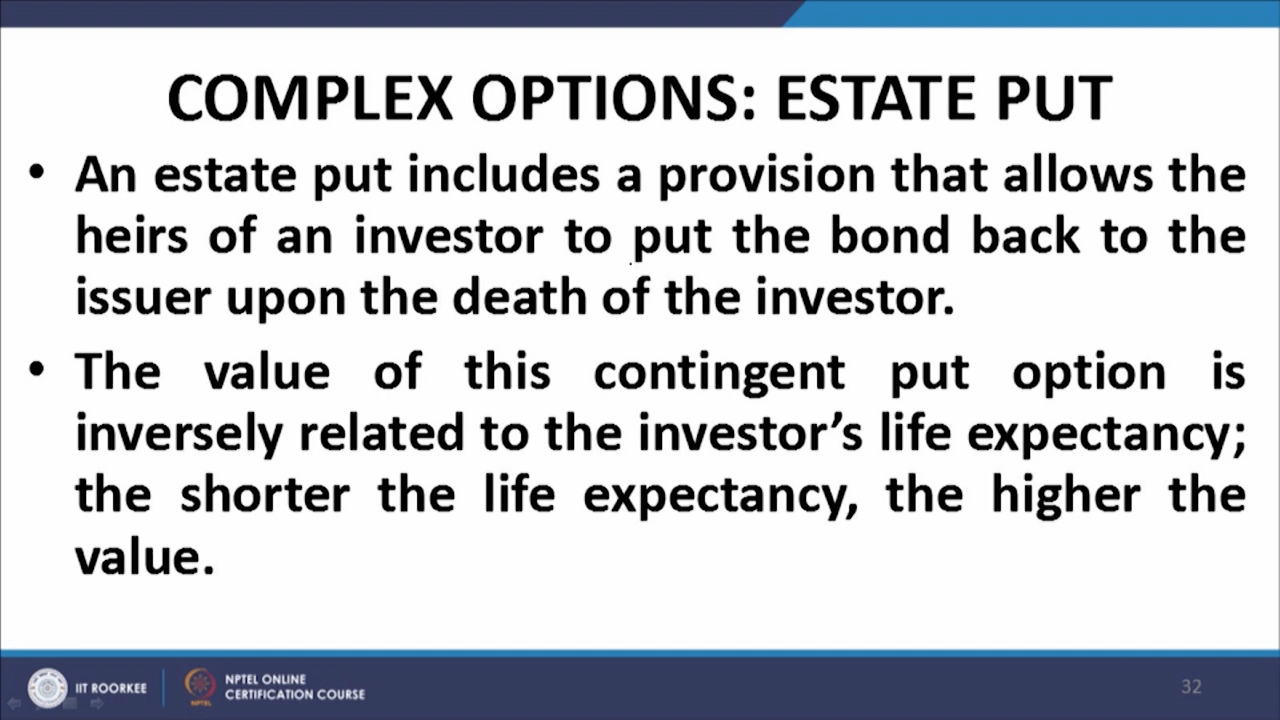 COMPLEX OPTIONS: ESTATE PUT
• An estate put includes a provision that allows the
heirs of an investor to put the bond back to the
issuer upon the death of the investor.
• The value of this contingent put option is
inversely related to the investor’s life expectancy;
the shorter the life expectancy, the higher the
value.
IIT ROORKEE
NPTEL
NPTEL ONLINE
CERTIFICATION COURSE
32